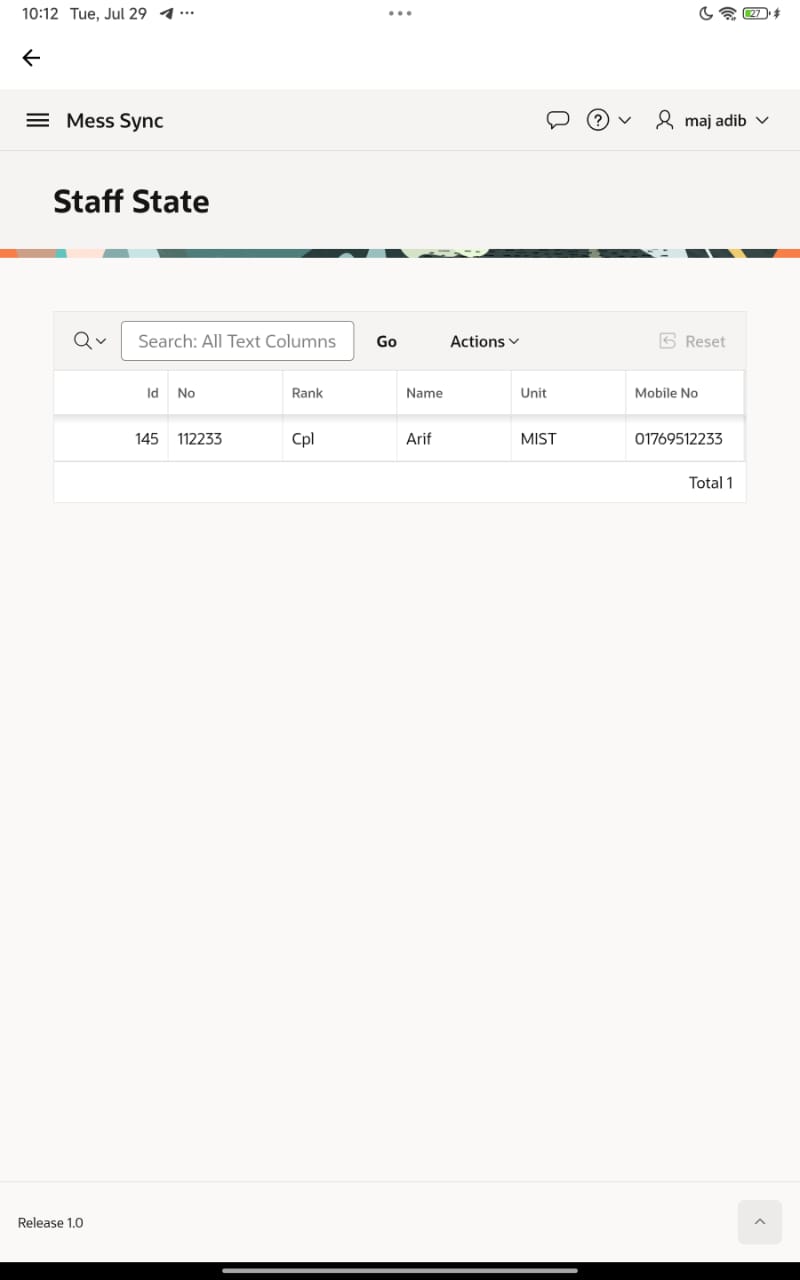 10:12 Tue, Jul 29
27
Mess Sync
? maj adib
Staff State
Search: All Text Columns Go Actions Reset
Id No Rank Name Unit Mobile No
145 112233 Cpl Arif MIST 01769512233
Total 1
Release 1.0